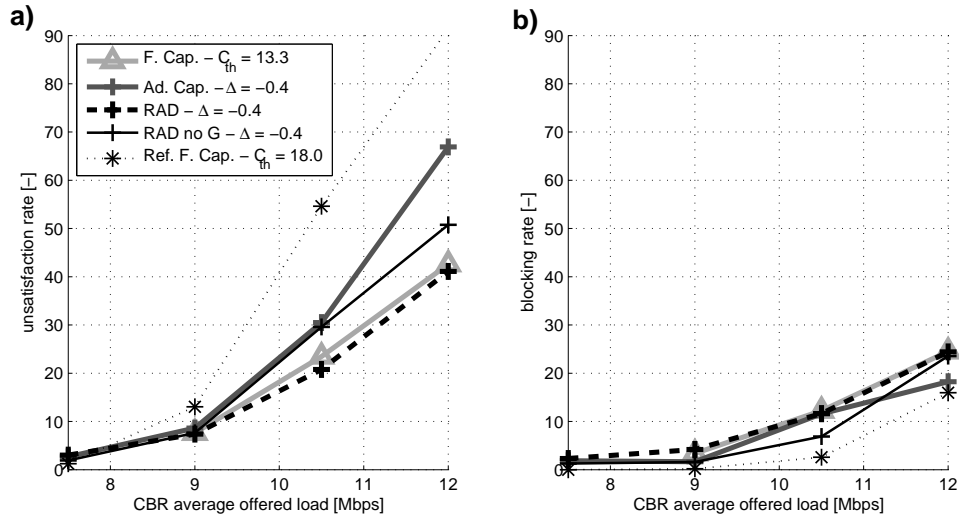 a)
90
80
70
60
50
40
30
20
10
0
unsatisfaction rate [−]
F. Cap. − C_th = 13.3
Ad. Cap. − Δ = −0.4
RAD − Δ = −0.4
RAD no G − Δ = −0.4
Ref. F. Cap. − C_th = 18.0
8 9 10 11 12
CBR average offered load [Mbps]
b)
90
80
70
60
50
40
30
20
10
0
blocking rate [−]
8 9 10 11 12
CBR average offered load [Mbps]